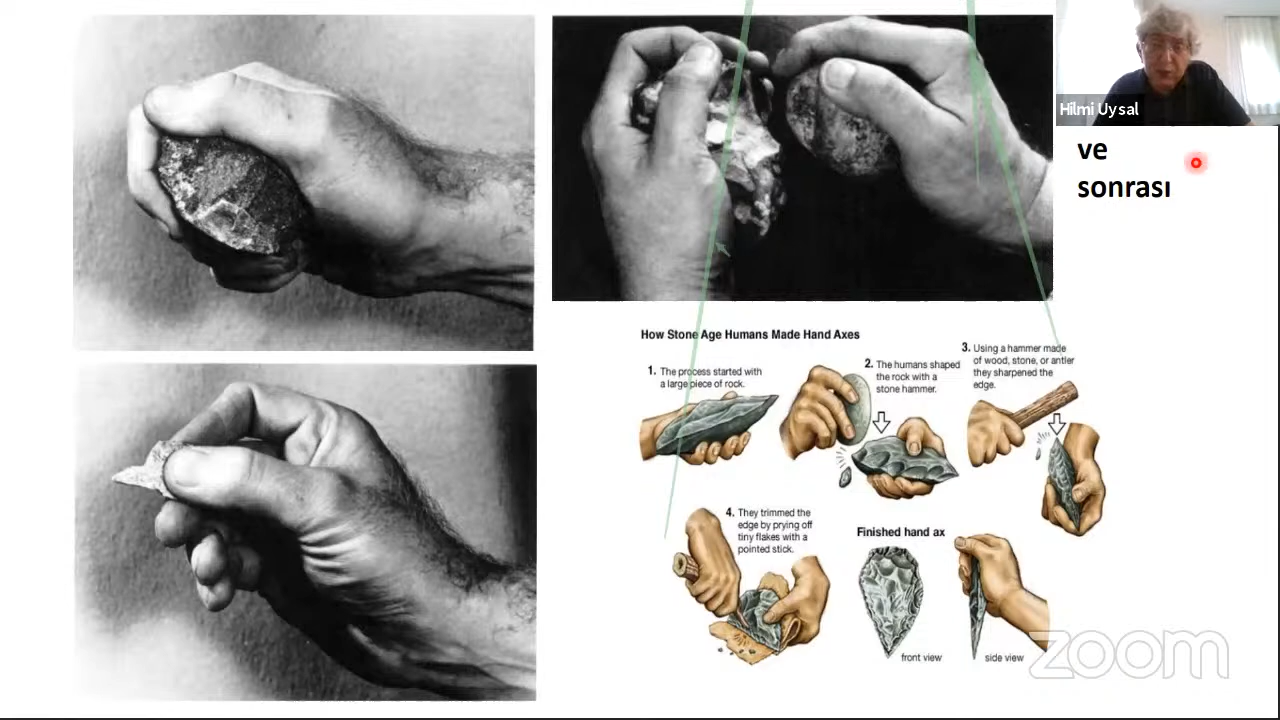 Hilmi Uysal
ve
sonrası
How Stone Age Humans Made Hand Axes
1. The process started with
a large piece of rock.
2. The humans shaped
the rock with a
stone hammer.
3. Using a hammer made
of wood, stone, or antler
they sharpened the
edge.
4. They trimmed the
edge by prying off
tiny flakes with a
pointed stick.
Finished hand ax
front view
side view
zoom